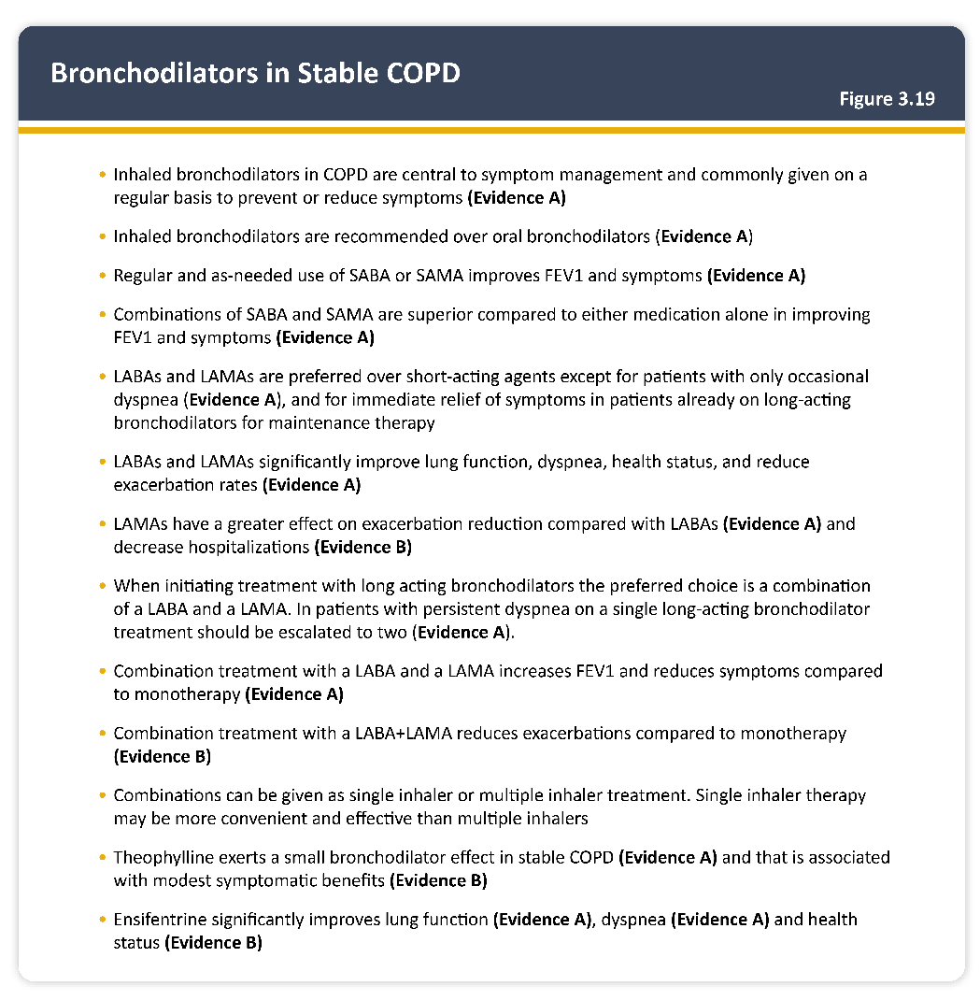 Bronchodilators in Stable COPD
Figure 3.19
• Inhaled bronchodilators in COPD are central to symptom management and commonly given on a
regular basis to prevent or reduce symptoms (Evidence A)
• Inhaled bronchodilators are recommended over oral bronchodilators (Evidence A)
• Regular and as-needed use of SABA or SAMA improves FEV1 and symptoms (Evidence A)
• Combinations of SABA and SAMA are superior compared to either medication alone in improving
FEV1 and symptoms (Evidence A)
• LABAs and LAMAs are preferred over short-acting agents except for patients with only occasional
dyspnea (Evidence A), and for immediate relief of symptoms in patients already on long-acting
bronchodilators for maintenance therapy
• LABAs and LAMAs significantly improve lung function, dyspnea, health status, and reduce
exacerbation rates (Evidence A)
• LAMAs have a greater effect on exacerbation reduction compared with LABAs (Evidence A) and
decrease hospitalizations (Evidence B)
• When initiating treatment with long acting bronchodilators the preferred choice is a combination
of a LABA and a LAMA. In patients with persistent dyspnea on a single long-acting bronchodilator
treatment should be escalated to two (Evidence A).
• Combination treatment with a LABA and a LAMA increases FEV1 and reduces symptoms compared
to monotherapy (Evidence A)
• Combination treatment with a LABA+LAMA reduces exacerbations compared to monotherapy
(Evidence B)
• Combinations can be given as single inhaler or multiple inhaler treatment. Single inhaler therapy
may be more convenient and effective than multiple inhalers
• Theophylline exerts a small bronchodilator effect in stable COPD (Evidence A) and that is associated
with modest symptomatic benefits (Evidence B)
• Ensifentrine significantly improves lung function (Evidence A), dyspnea (Evidence A) and health
status (Evidence B)